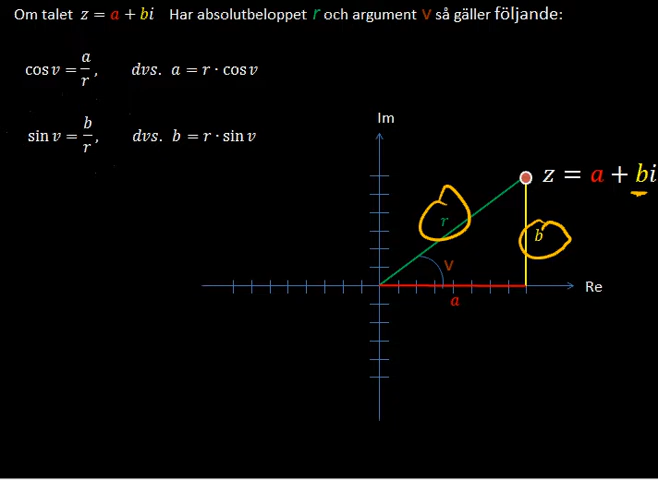 Om talet z = a + bi Har absolutbeloppet r och argument v så gäller följande:
cos v = a/r, dvs. a = r · cos v
sin v = b/r, dvs. b = r · sin v
Im
z = a + bi
r
b
v
Re
a